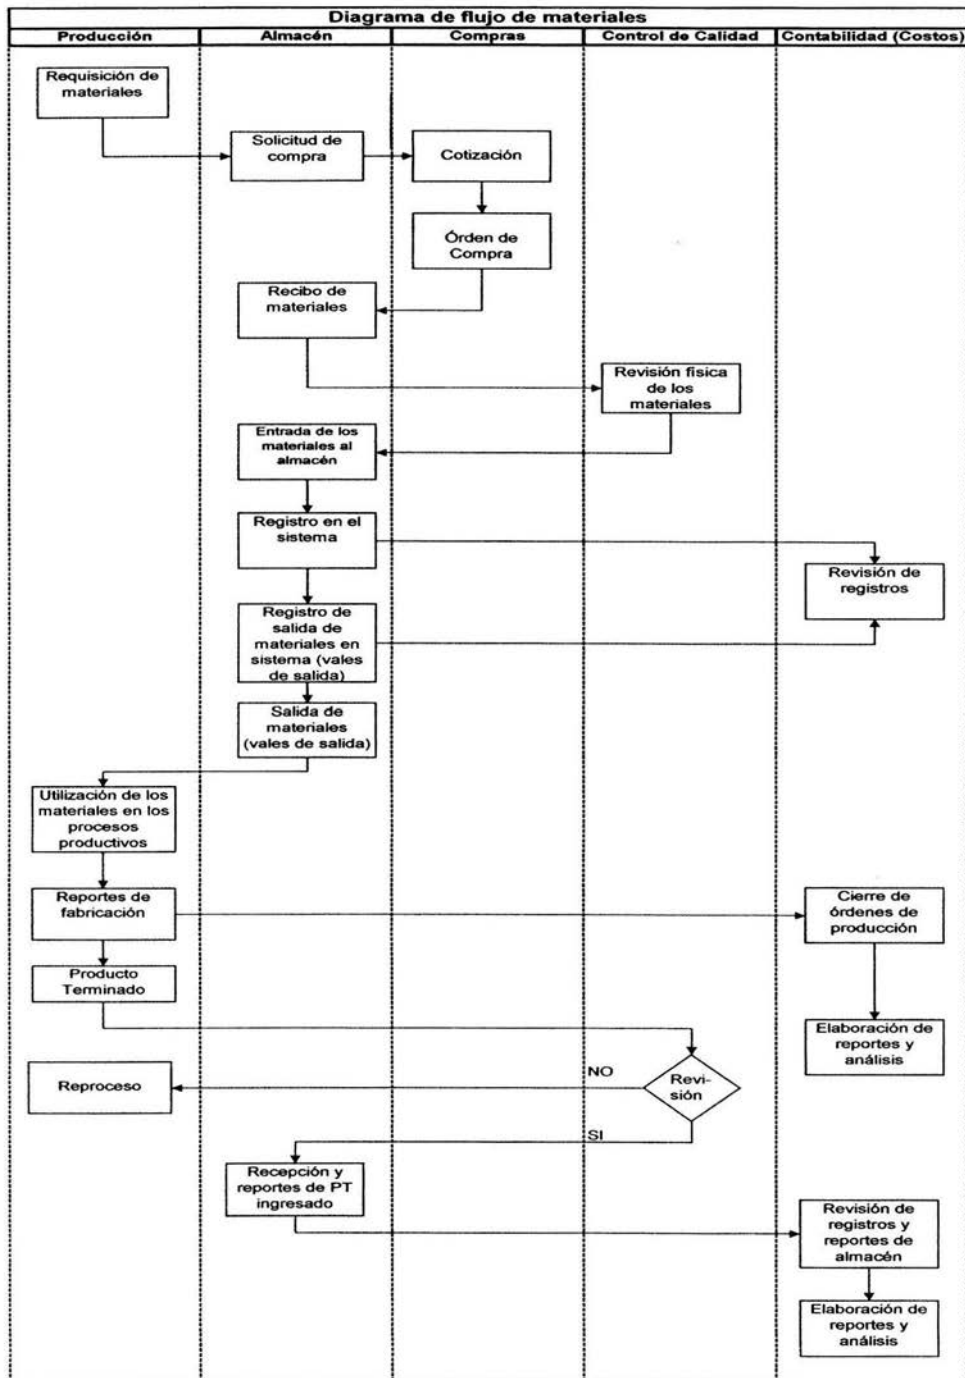 Diagrama de flujo de materiales
Producción
Almacén
Compras
Control de Calidad
Contabilidad (Costos)
Requisición de
materiales
Solicitud de
compra
Cotización
Órden de
Compra
Recibo de
materiales
Revisión física
de los
materiales
Entrada de los
materiales al
almacén
Registro en el
sistema
Revisión de
registros
Registro de
salida de
materiales en
sistema (vales
de salida)
Salida de
materiales
(vales de salida)
Utilización de los
materiales en los
procesos
productivos
Reportes de
fabricación
Cierre de
órdenes de
producción
Producto
Terminado
Elaboración de
reportes y
análisis
Reproceso
NO
Revi-
sión
SI
Recepción y
reportes de PT
ingresado
Revisión de
registros y
reportes de
almacén
Elaboración de
reportes y
análisis